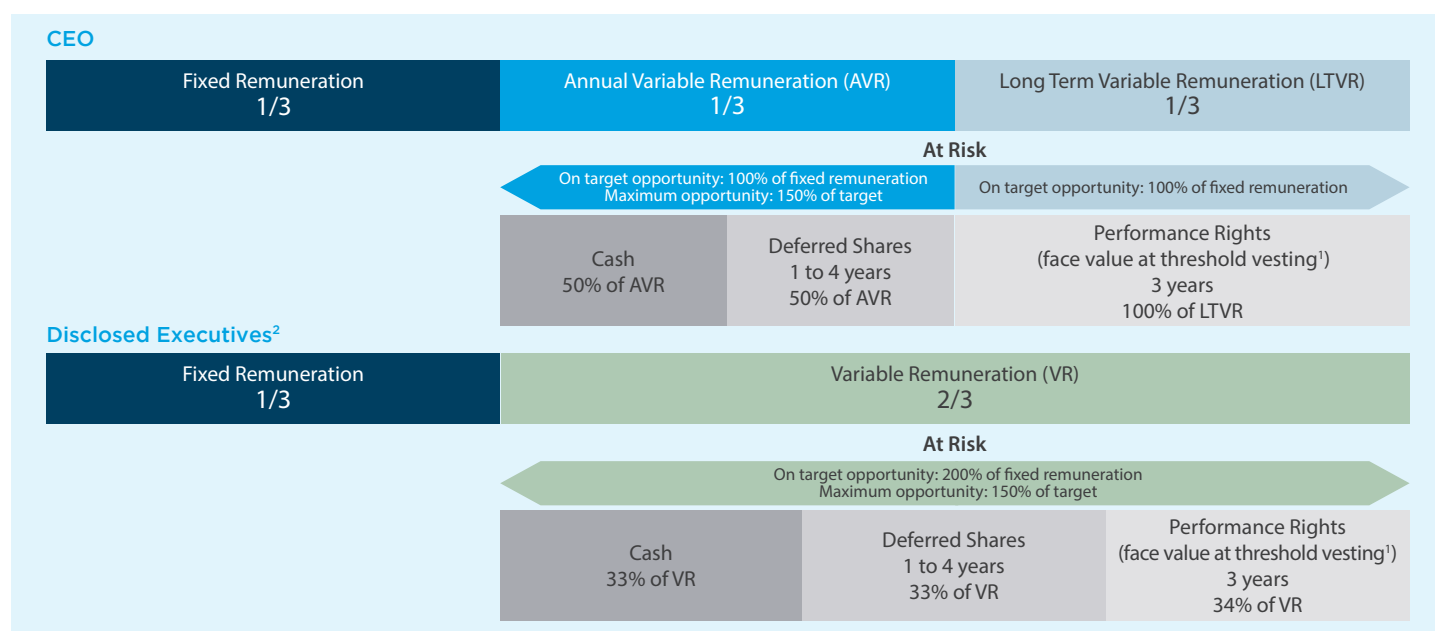 CEO
Fixed Remuneration
1/3
Annual Variable Remuneration (AVR)
1/3
Long Term Variable Remuneration (LTVR)
1/3
At Risk
On target opportunity: 100% of fixed remuneration
Maximum opportunity: 150% of target
On target opportunity: 100% of fixed remuneration
Cash
50% of AVR
Deferred Shares
1 to 4 years
50% of AVR
Performance Rights
(face value at threshold vesting¹)
3 years
100% of LTVR
Disclosed Executives²
Fixed Remuneration
1/3
Variable Remuneration (VR)
2/3
At Risk
On target opportunity: 200% of fixed remuneration
Maximum opportunity: 150% of target
Cash
33% of VR
Deferred Shares
1 to 4 years
33% of VR
Performance Rights
(face value at threshold vesting¹)
3 years
34% of VR